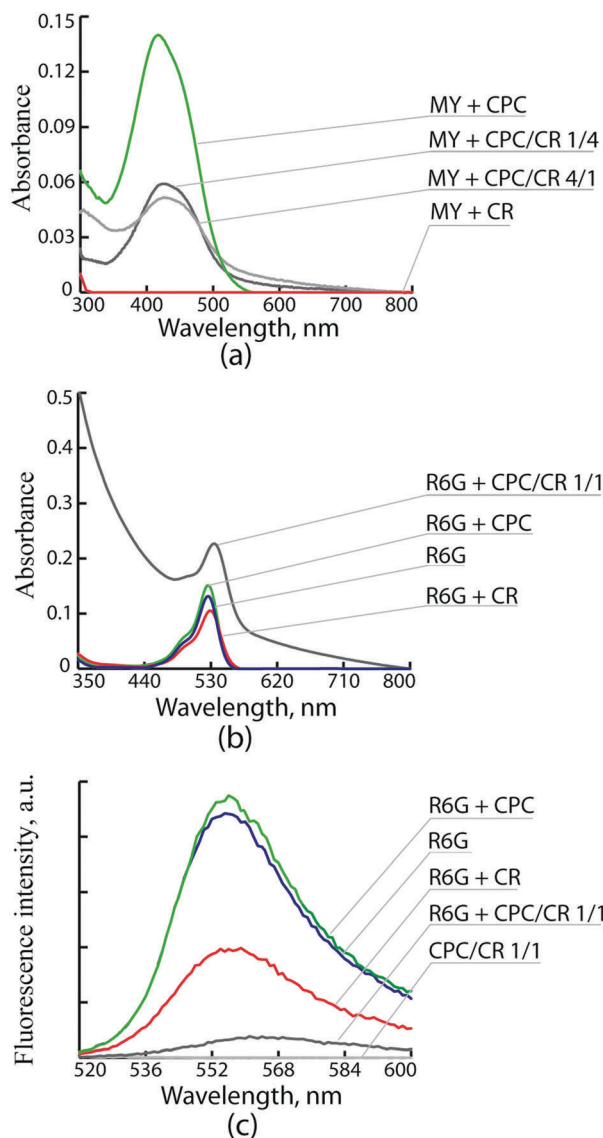 0.15
0.12
0.09
0.06
0.03
0
Absorbance
MY + CPC
MY + CPC/CR 1/4
MY + CPC/CR 4/1
MY + CR
300 400 500 600 700 800
Wavelength, nm
(a)
0.5
0.4
0.3
0.2
0.1
0
Absorbance
R6G + CPC/CR 1/1
R6G + CPC
R6G
R6G + CR
350 440 530 620 710 800
Wavelength, nm
(b)
Fluorescence intensity, a.u.
R6G + CPC
R6G
R6G + CR
R6G + CPC/CR 1/1
CPC/CR 1/1
520 536 552 568 584 600
Wavelength, nm
(c)